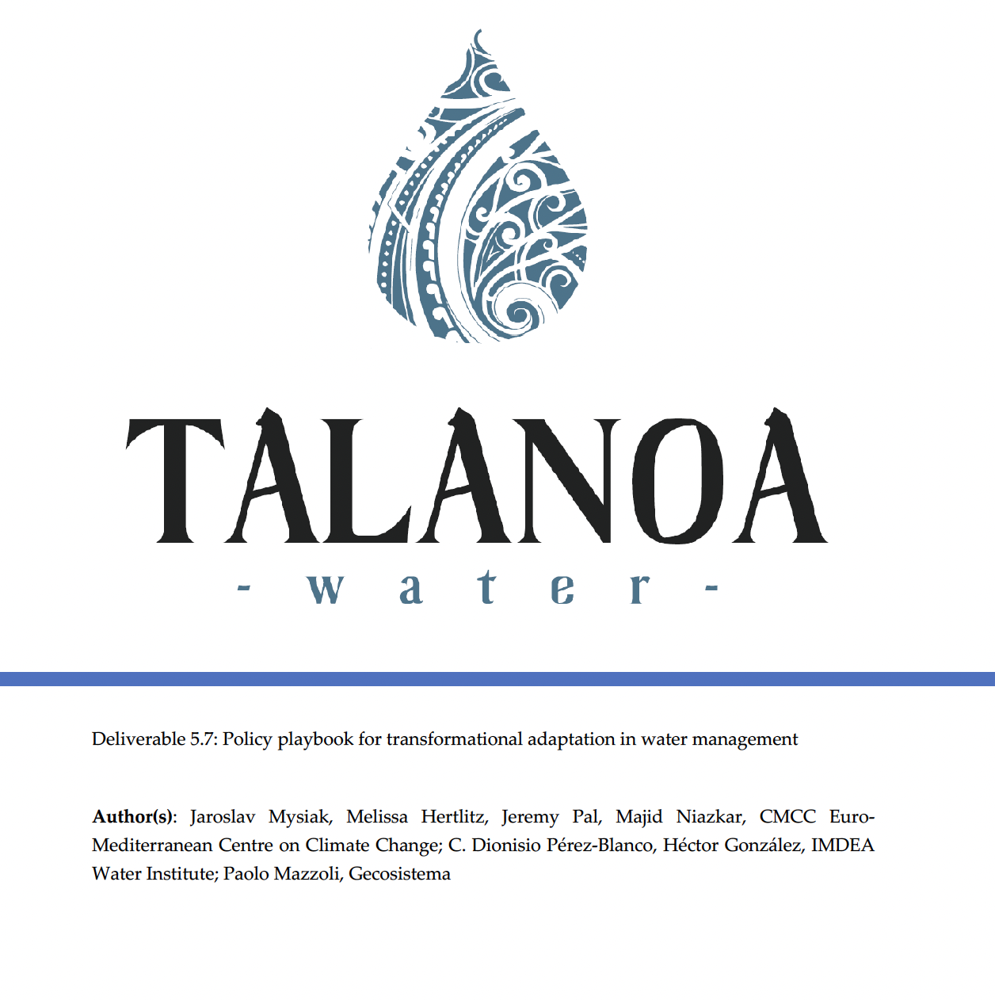 TALANOA
- water -
Deliverable 5.7: Policy playbook for transformational adaptation in water management
Author(s): Jaroslav Mysiak, Melissa Hertlitz, Jeremy Pal, Majid Niazkar, CMCC Euro-
Mediterranean Centre on Climate Change; C. Dionisio Pérez-Blanco, Héctor González, IMDEA
Water Institute; Paolo Mazzoli, Gecosistema